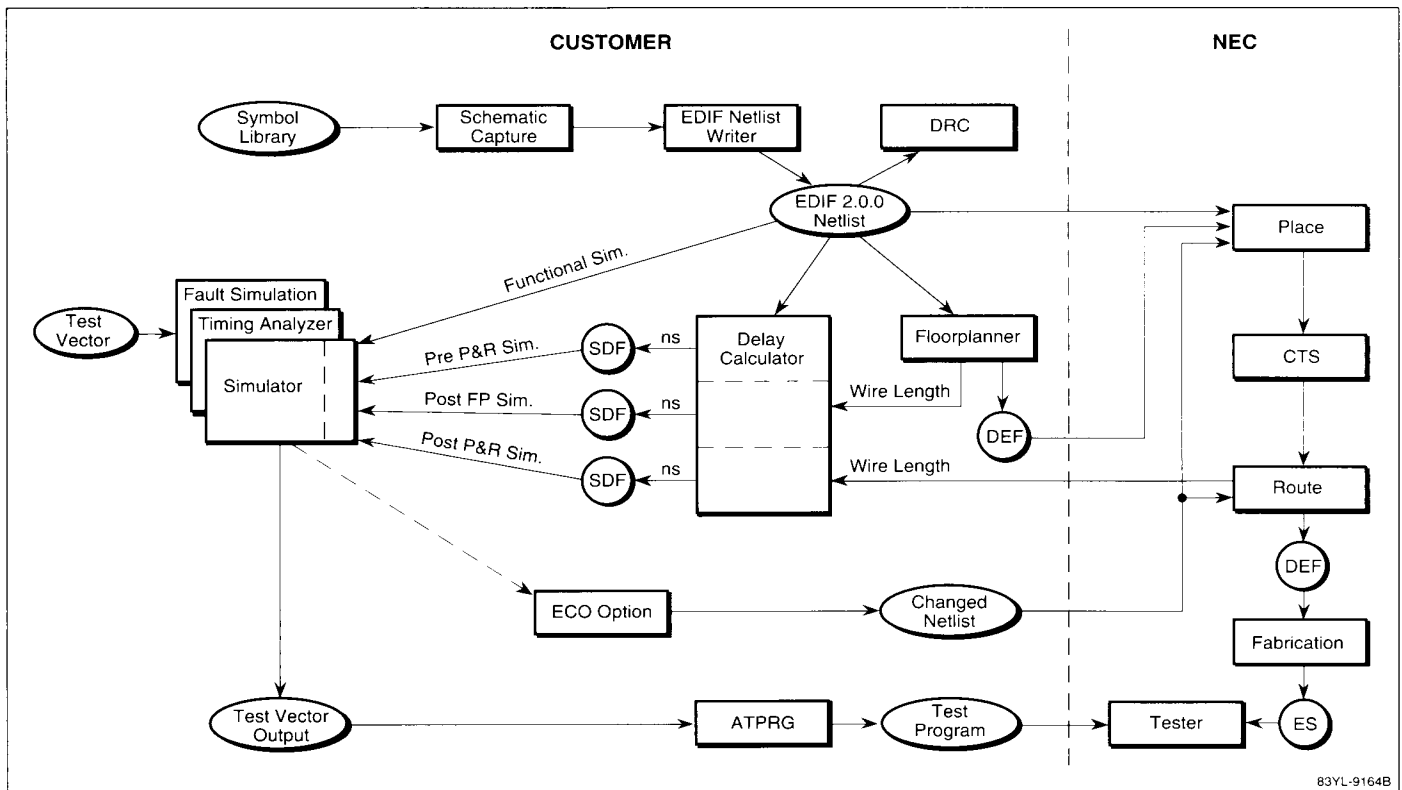 CUSTOMER
NEC
Symbol
Library
Schematic
Capture
EDIF Netlist
Writer
DRC
EDIF 2.0.0
Netlist
Place
Functional Sim.
Fault Simulation
Timing Analyzer
Simulator
Test
Vector
Pre P&R Sim.
SDF
ns
Delay
Calculator
Floorplanner
CTS
Post FP Sim.
SDF
ns
Wire Length
DEF
Post P&R Sim.
SDF
ns
Wire Length
Route
DEF
ECO Option
Changed
Netlist
Fabrication
Test Vector
Output
ATPRG
Test
Program
Tester
ES
83YL-9164B